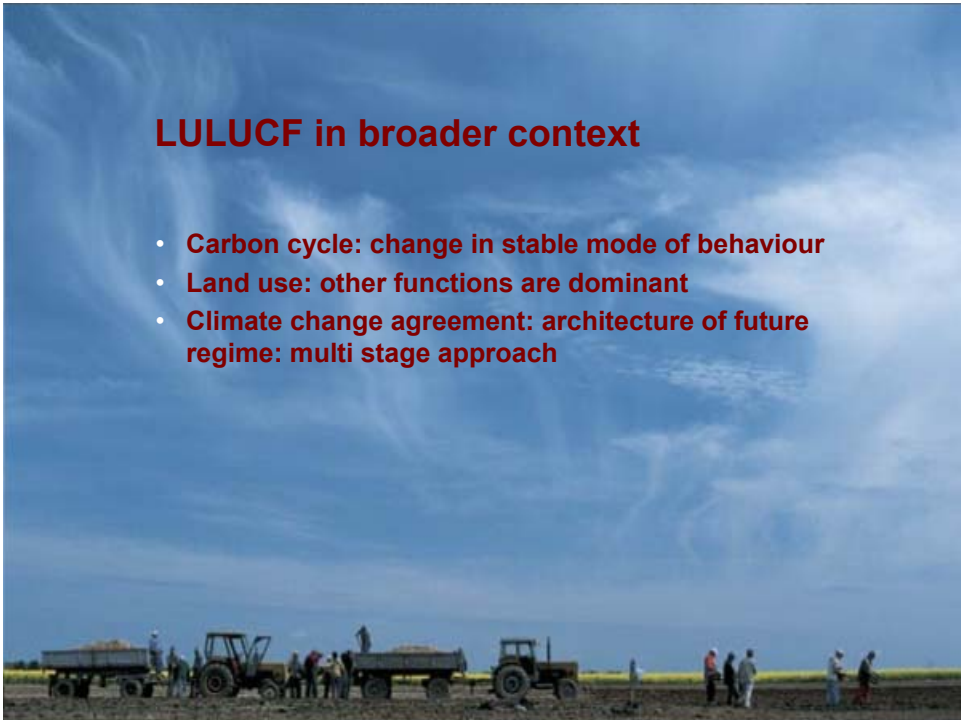 LULUCF in broader context
• Carbon cycle: change in stable mode of behaviour
• Land use: other functions are dominant
• Climate change agreement: architecture of future
regime: multi stage approach